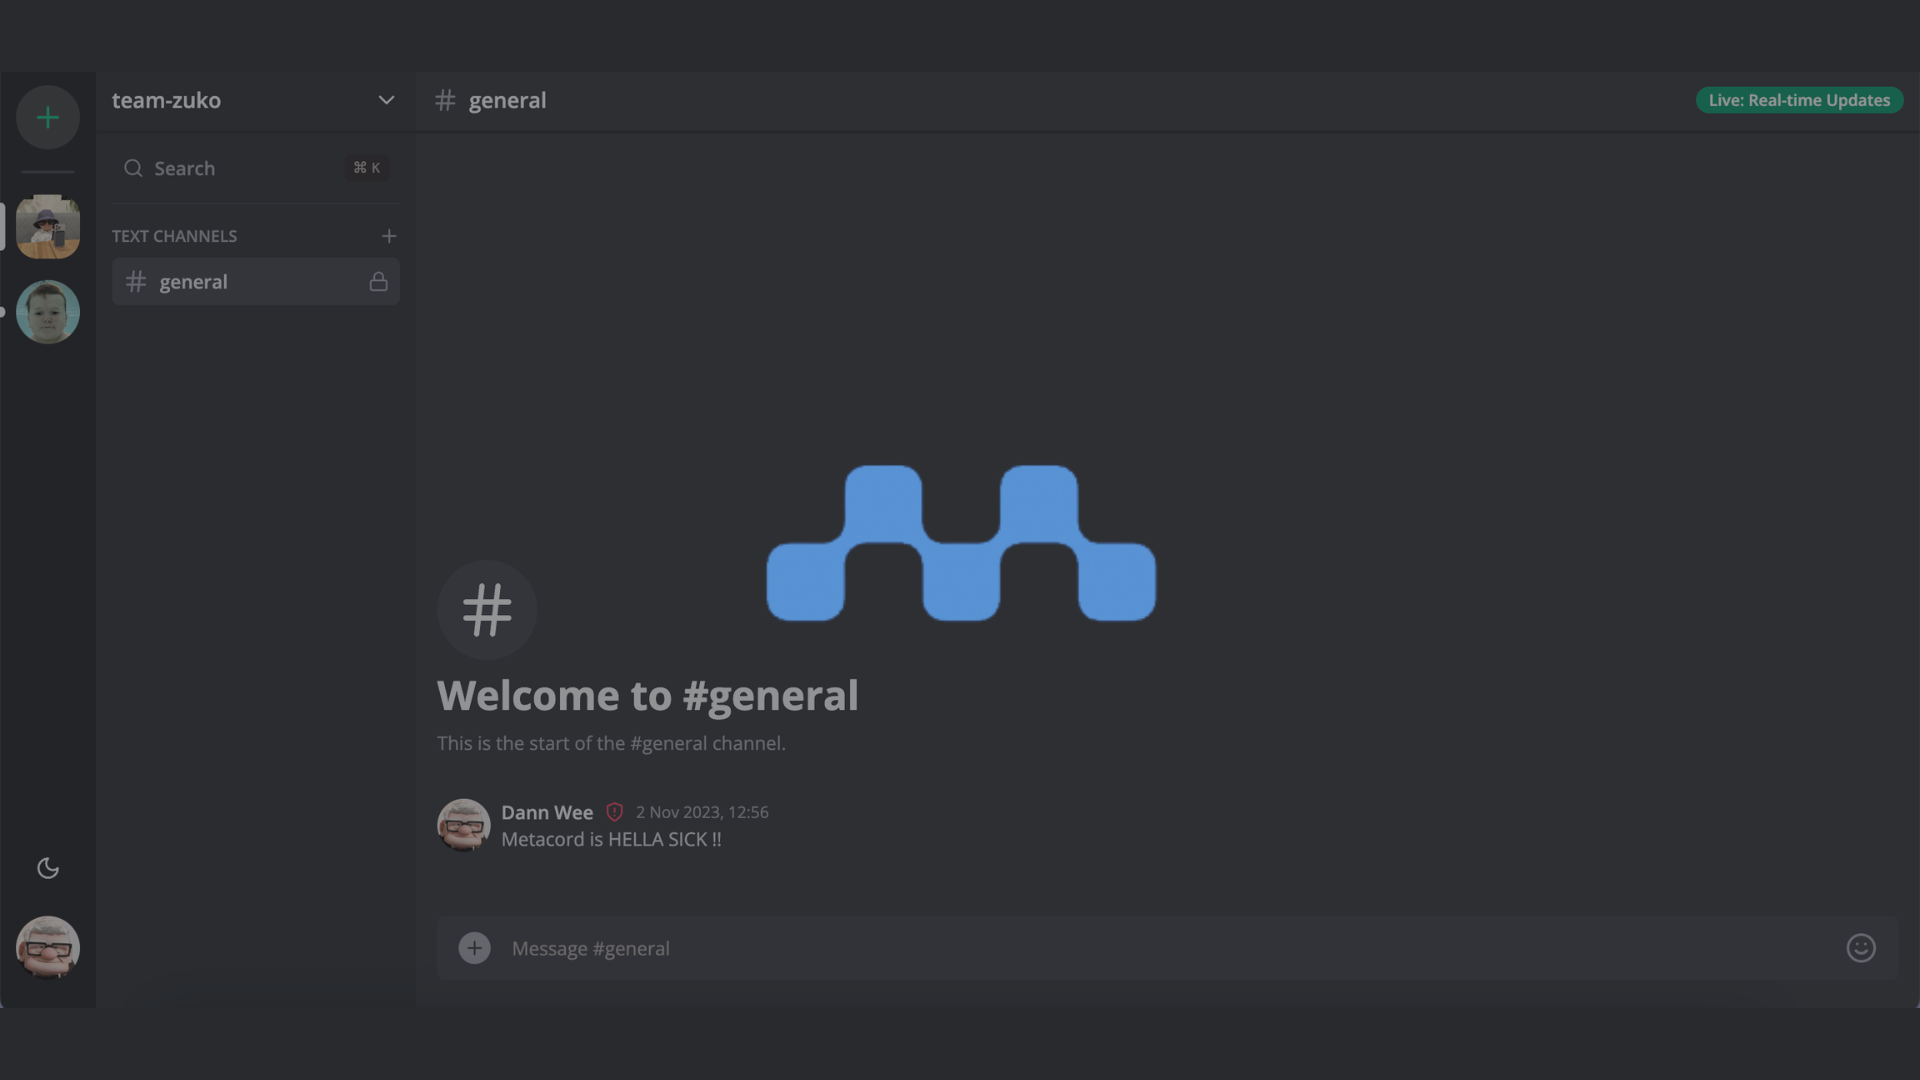 team-zuko
# general
Live: Real-time Updates
Search
⌘ K
TEXT CHANNELS
# general
#
Welcome to #general
This is the start of the #general channel.
Dann Wee 2 Nov 2023, 12:56
Metacord is HELLA SICK !!
Message #general